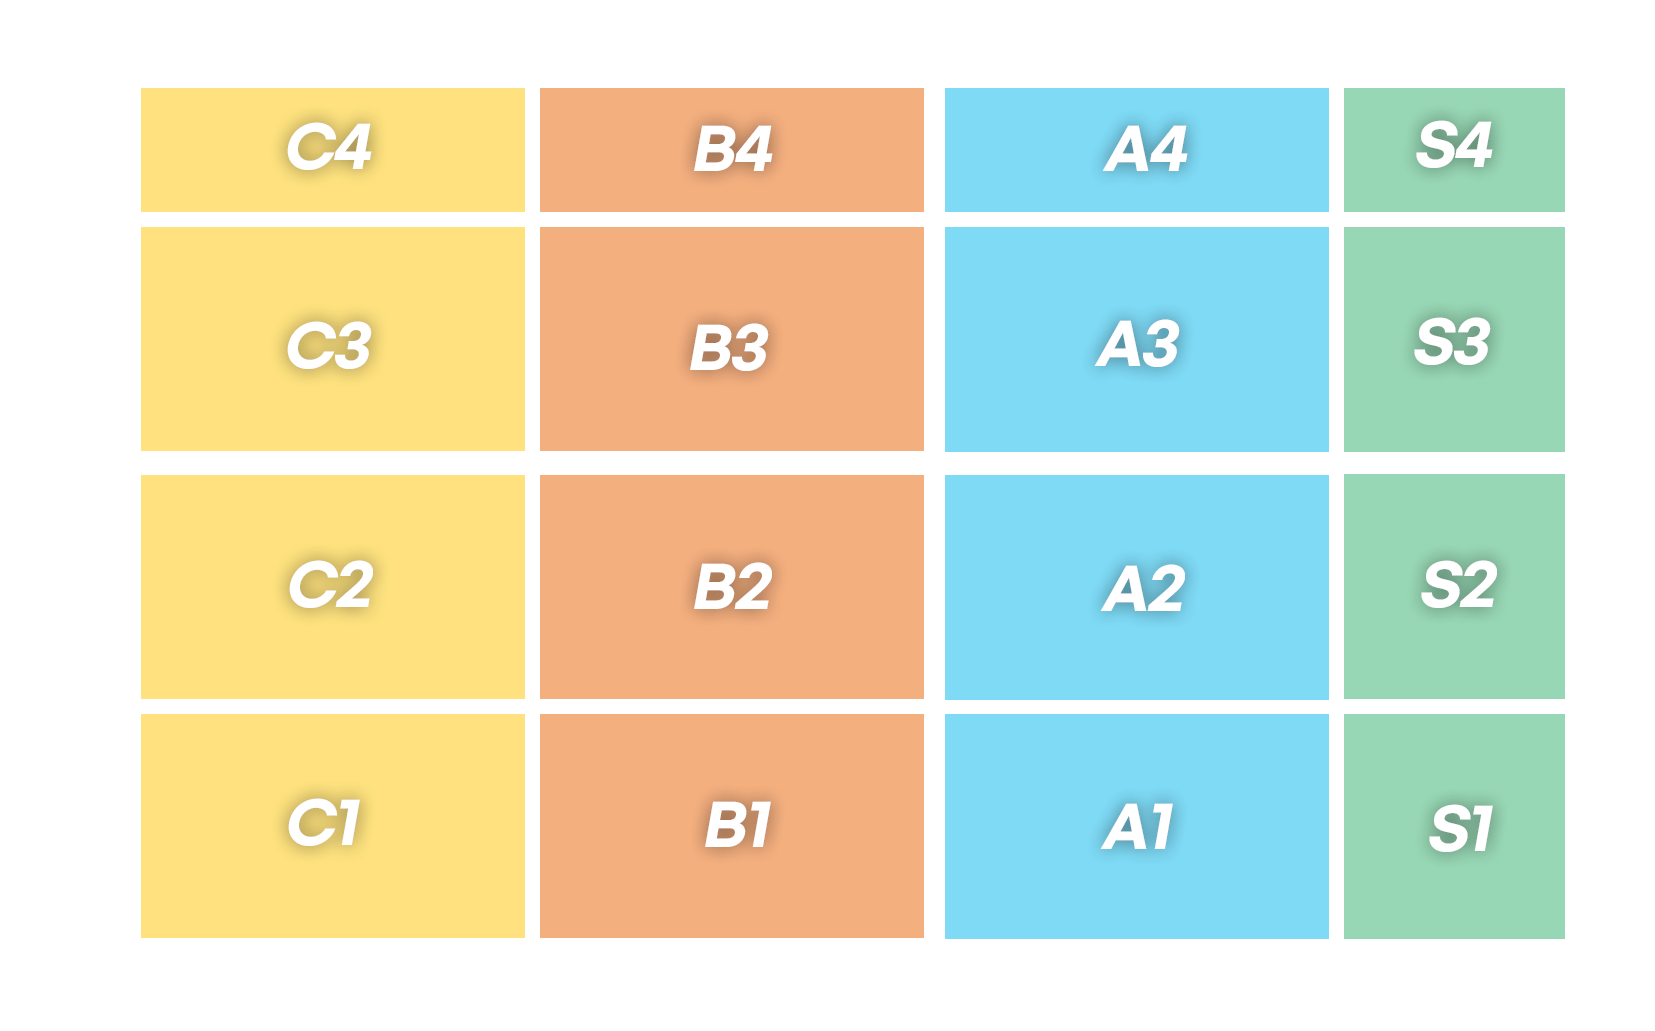 C4 B4 A4 S4
C3 B3 A3 S3
C2 B2 A2 S2
C1 B1 A1 S1